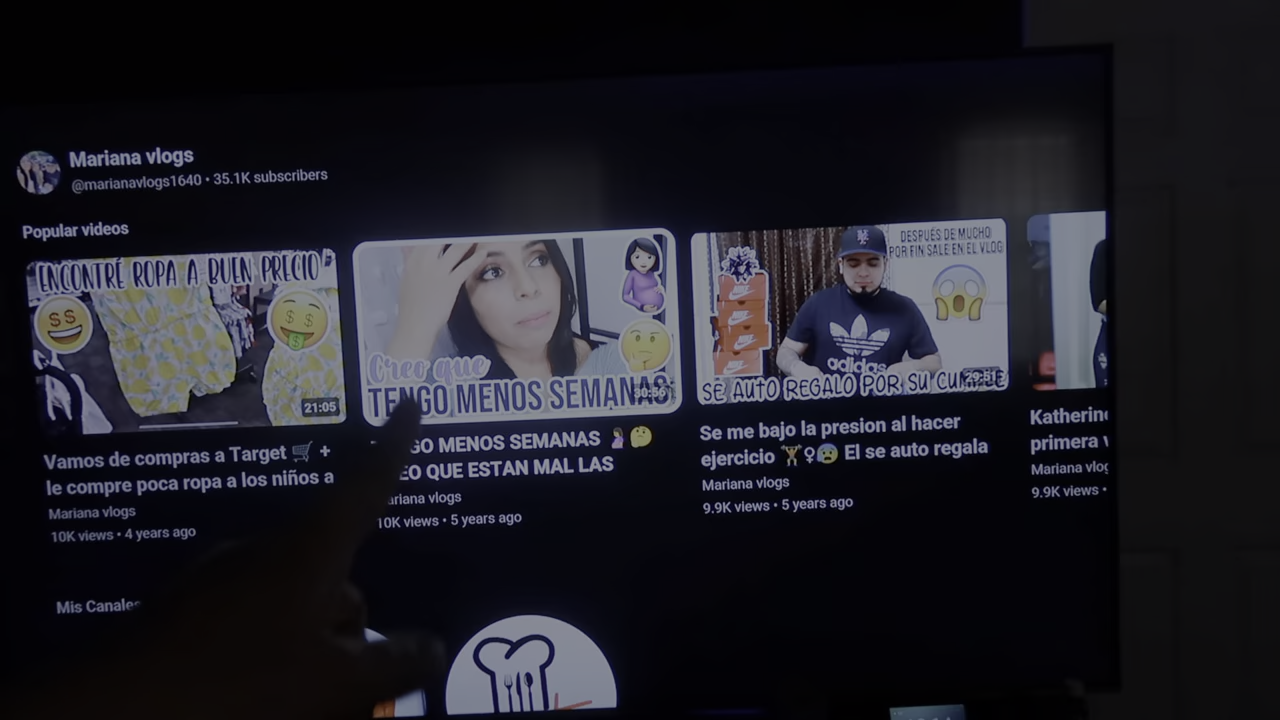 Mariana vlogs
@marianavlogs1640 • 35.1K subscribers
Popular videos
ENCONTRÉ ROPA A BUEN PRECIO
21:05
Vamos de compras a Target 🛒 +
le compre poca ropa a los niños a
Mariana vlogs
10K views • 4 years ago
Creo que
TENGO MENOS SEMANAS
30:56
GO MENOS SEMANAS 🤰🤔
EO QUE ESTAN MAL LAS
ariana vlogs
10K views • 5 years ago
DESPUÉS DE MUCHO
POR FIN SALE EN EL VLOG
NIKE
adidas
SE AUTO REGALO POR SU CUMPLE
Se me bajo la presion al hacer
ejercicio 🏋️♀😰 El se auto regala
Mariana vlogs
9.9K views • 5 years ago
Katherin
primera v
Mariana vlog
9.9K views •
Mis Canales